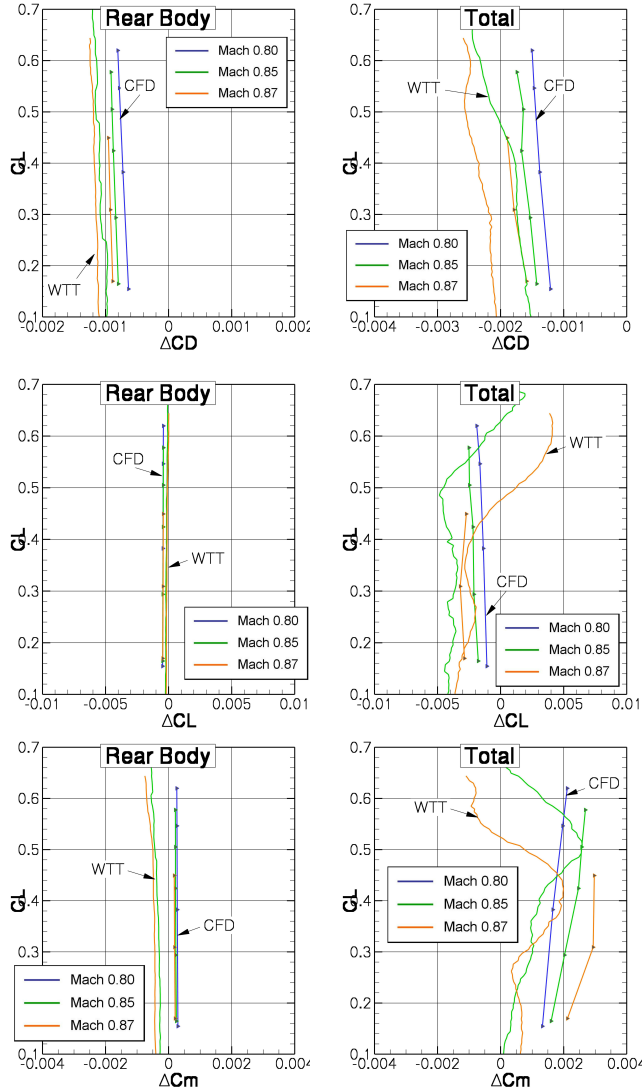 Rear Body
0.7
0.6
0.5
0.4
0.3
0.2
0.1
CL
Mach 0.80
Mach 0.85
Mach 0.87
CFD
WTT
-0.002
-0.001
0
0.001
0.002
ΔCD
Total
0.7
0.6
0.5
0.4
0.3
0.2
0.1
CL
WTT
CFD
Mach 0.80
Mach 0.85
Mach 0.87
-0.004
-0.003
-0.002
-0.001
0
ΔCD
Rear Body
0.7
0.6
0.5
0.4
0.3
0.2
0.1
CL
CFD
WTT
Mach 0.80
Mach 0.85
Mach 0.87
-0.01
-0.005
0
0.005
0.01
ΔCL
Total
0.7
0.6
0.5
0.4
0.3
0.2
0.1
CL
WTT
CFD
Mach 0.80
Mach 0.85
Mach 0.87
-0.01
-0.005
0
0.005
0.01
ΔCL
Rear Body
0.7
0.6
0.5
0.4
0.3
0.2
0.1
CL
WTT
CFD
Mach 0.80
Mach 0.85
Mach 0.87
-0.004
-0.002
0
0.002
0.004
ΔCm
Total
0.7
0.6
0.5
0.4
0.3
0.2
0.1
CL
CFD
WTT
Mach 0.80
Mach 0.85
Mach 0.87
-0.004
-0.002
0
0.002
0.004
ΔCm